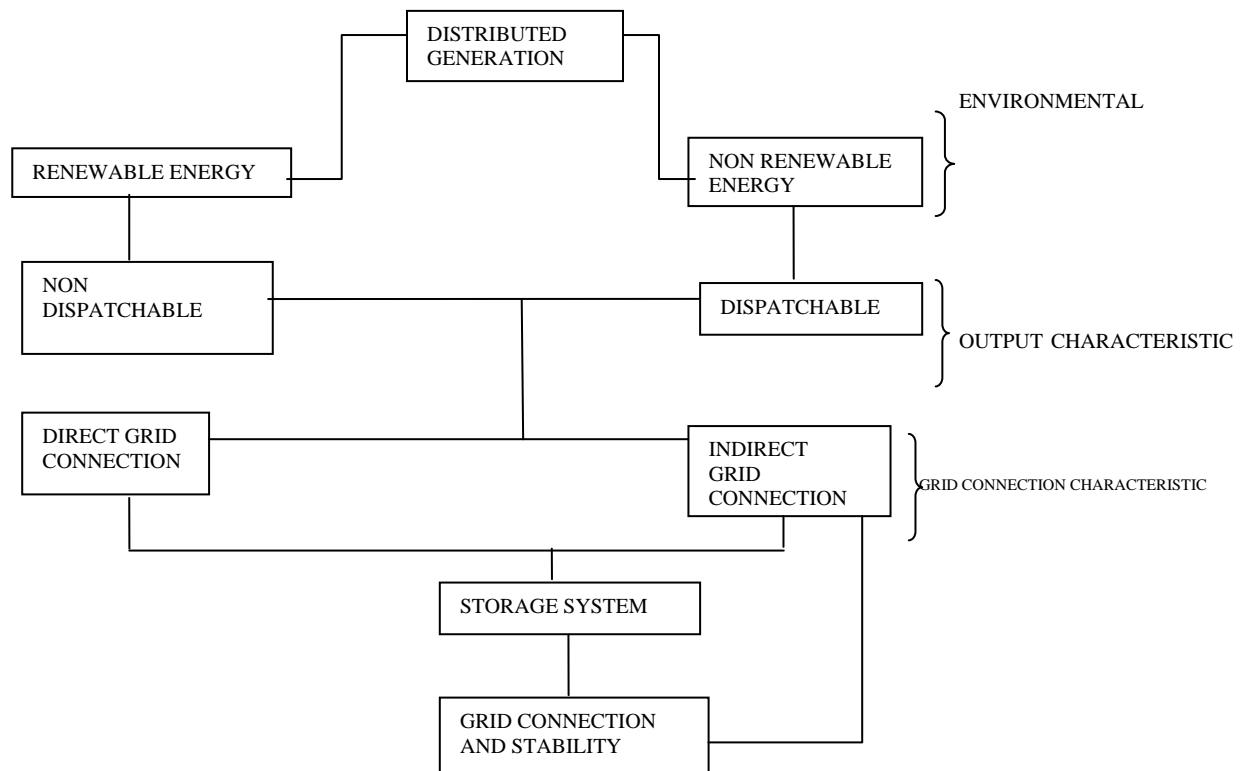 DISTRIBUTED
GENERATION
ENVIRONMENTAL
RENEWABLE ENERGY
NON RENEWABLE
ENERGY
NON
DISPATCHABLE
DISPATCHABLE
OUTPUT CHARACTERISTIC
DIRECT GRID
CONNECTION
INDIRECT
GRID
CONNECTION
GRID CONNECTION CHARACTERISTIC
STORAGE SYSTEM
GRID CONNECTION
AND STABILITY